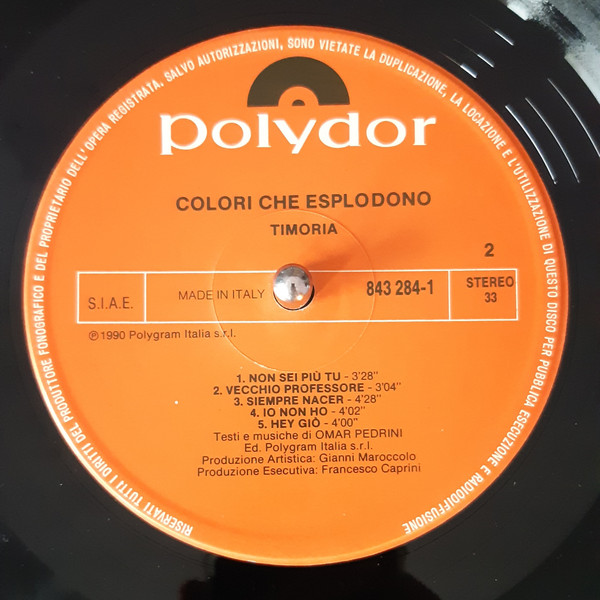 RISERVATI TUTTI I DIRITTI DEL PRODUTTORE FONOGRAFICO E DEL PROPRIETARIO DELL'OPERA REGISTRATA. SALVO AUTORIZZAZIONI, SONO VIETATE LA DUPLICAZIONE, LA LOCAZIONE E L'UTILIZZAZIONE DI QUESTO DISCO PER PUBBLICA ESECUZIONE E RADIODIFFUSIONE
polydor
COLORI CHE ESPLODONO
TIMORIA
2
S.I.A.E.
MADE IN ITALY
843 284-1
STEREO
33
℗1990 Polygram Italia s.r.l.
1. NON SEI PIÙ TU - 3'28"
2. VECCHIO PROFESSORE - 3'04"
3. SIEMPRE NACER - 4'28"
4. IO NON HO - 4'02"
5. HEY GIÒ - 4'00"
Testi e musiche di OMAR PEDRINI
Ed. Polygram Italia s.r.l.
Produzione Artistica: Gianni Maroccolo
Produzione Esecutiva: Francesco Caprini